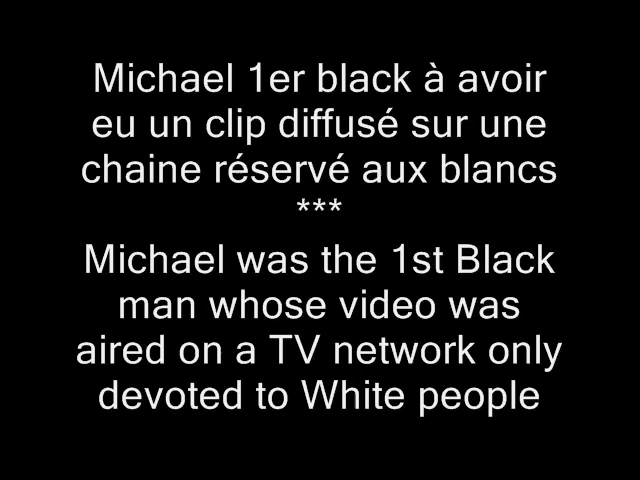 Michael 1er black à avoir
eu un clip diffusé sur une
chaine réservé aux blancs
***
Michael was the 1st Black
man whose video was
aired on a TV network only
devoted to White people